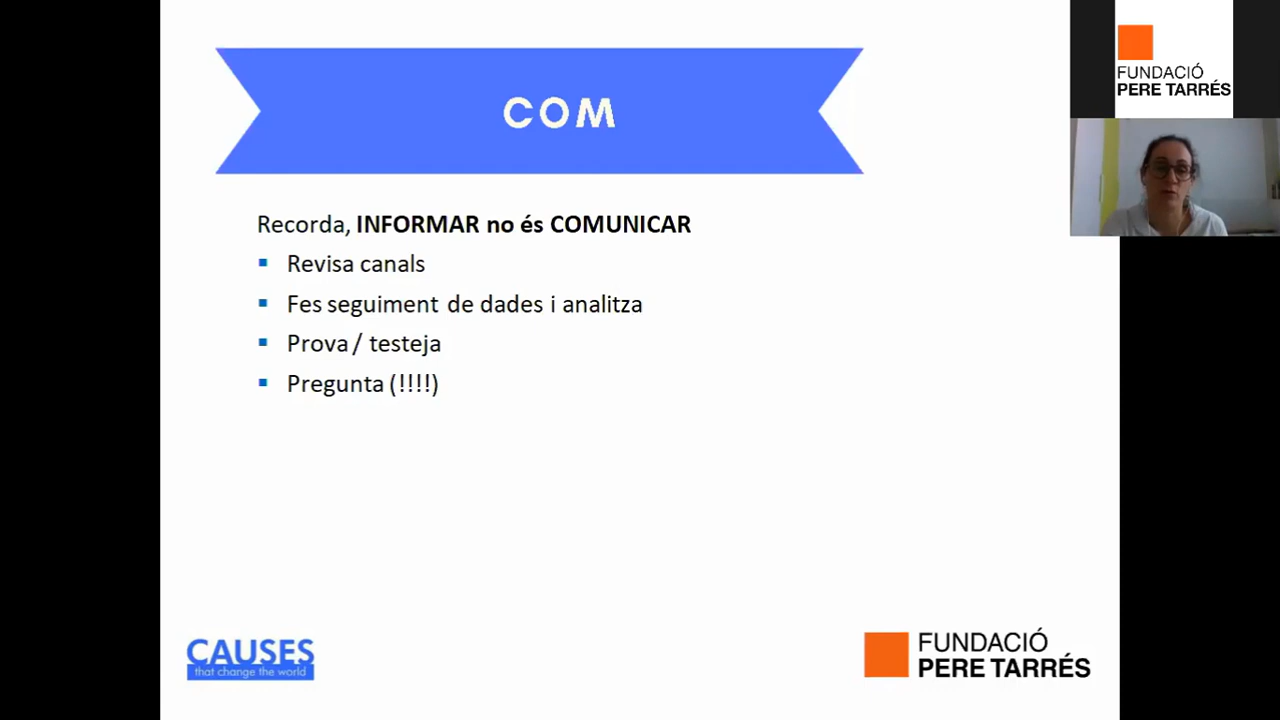 COM
Recorda, INFORMAR no és COMUNICAR
Revisa canals
Fes seguiment de dades i analitza
Prova / testeja
Pregunta (!!!!)
CAUSES
that change the world
FUNDACIÓ
PERE TARRÉS
FUNDACIÓ
PERE TARRÉS